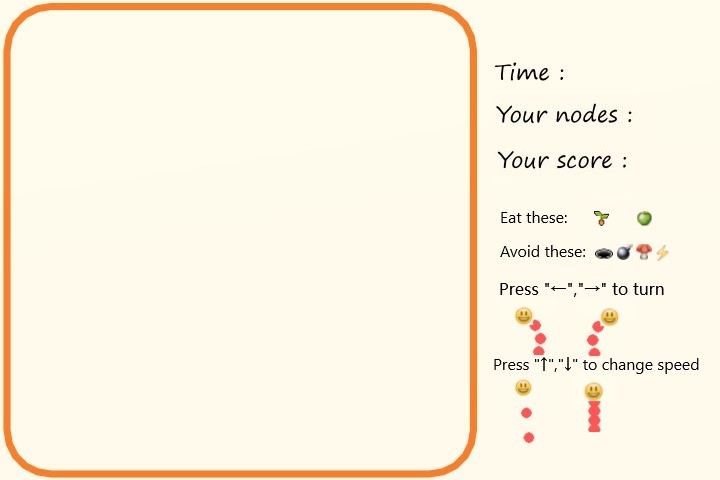 Time :
Your nodes :
Your score :
Eat these:
Avoid these:
Press "←","→" to turn
Press "↑","↓" to change speed